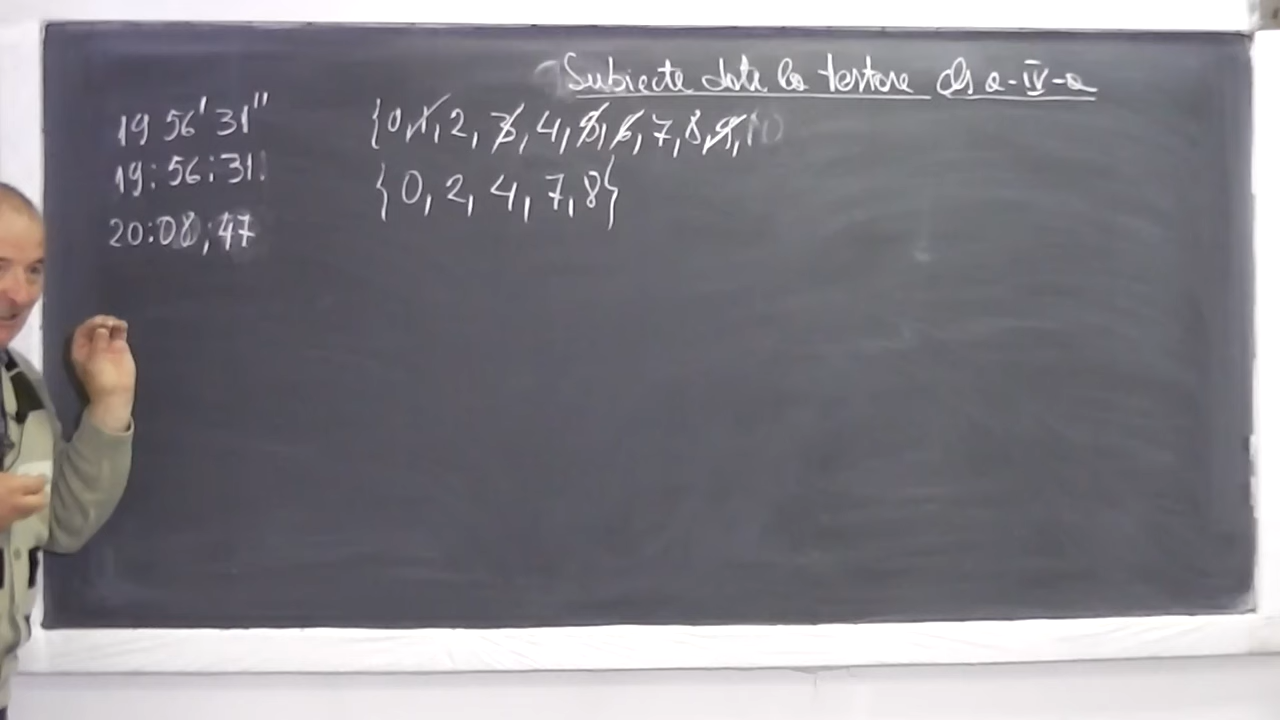 Subiecte date la testare cls a-IV-a
19 56' 31"
19:56:31
20:08:47
{0, 1, 2, 3, 4, 5, 6, 7, 8, 9, 10
{0, 2, 4, 7, 8}